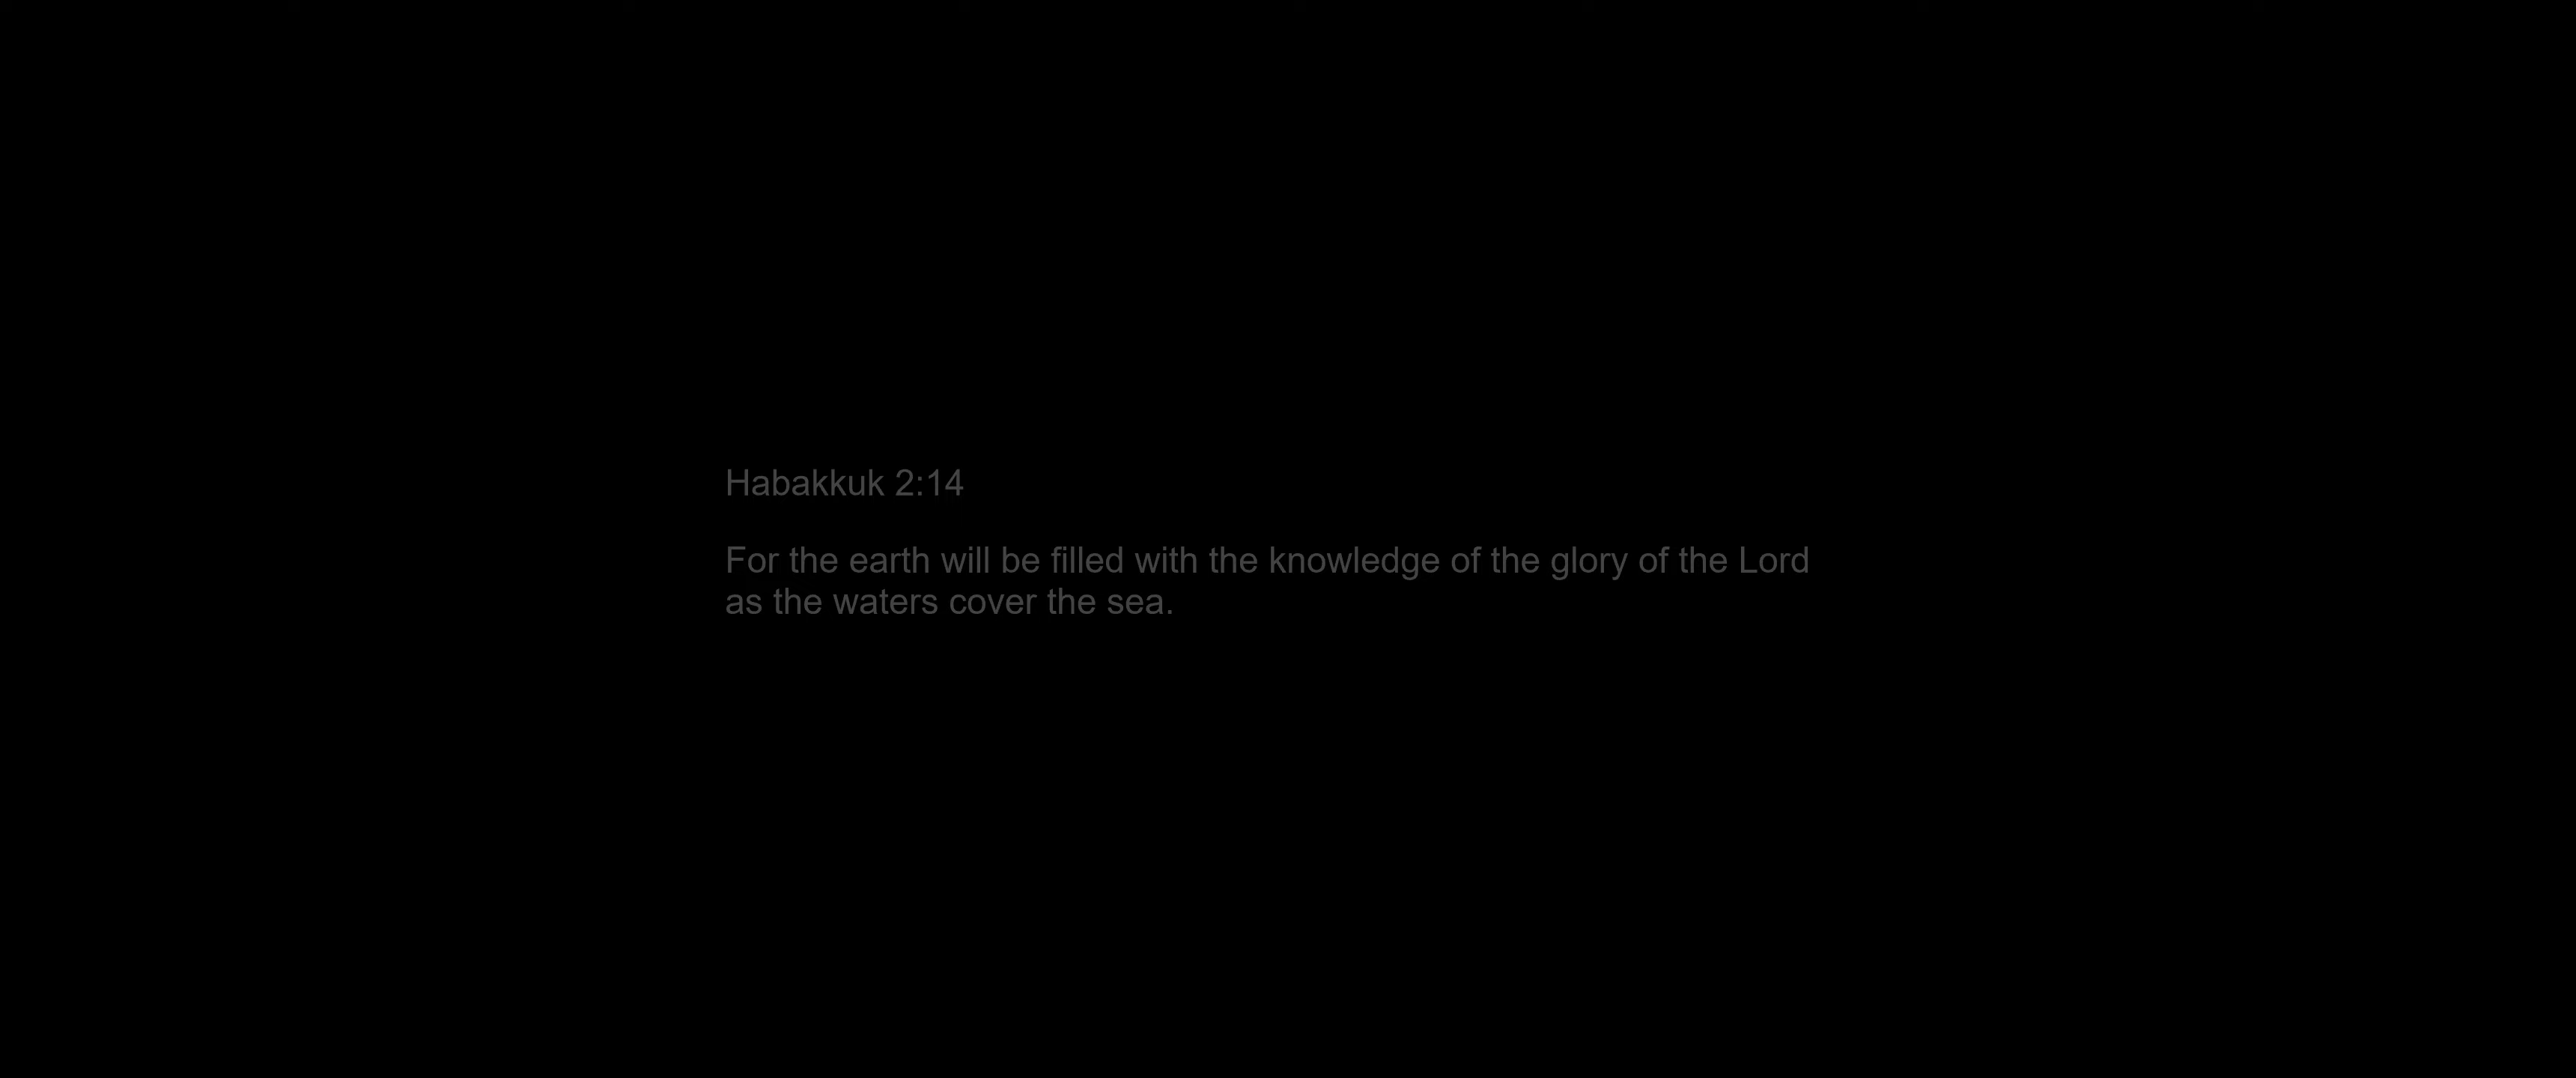 Habakkuk 2:14
For the earth will be filled with the knowledge of the glory of the Lord
as the waters cover the sea.